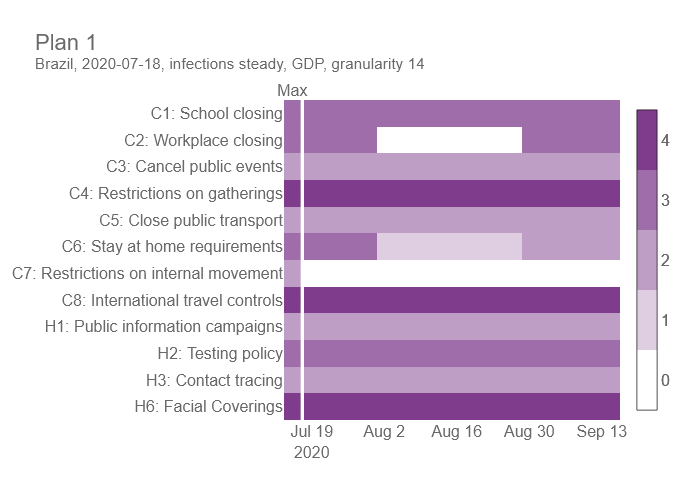 Plan 1
Brazil, 2020-07-18, infections steady, GDP, granularity 14
Max
C1: School closing
C2: Workplace closing
C3: Cancel public events
C4: Restrictions on gatherings
C5: Close public transport
C6: Stay at home requirements
C7: Restrictions on internal movement
C8: International travel controls
H1: Public information campaigns
H2: Testing policy
H3: Contact tracing
H6: Facial Coverings
Jul 19 Aug 2 Aug 16 Aug 30 Sep 13
2020
4
3
2
1
0